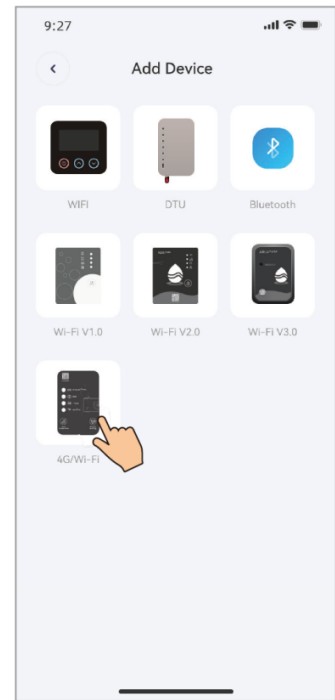 9:27
Add Device
WIFI
DTU
Bluetooth
Wi-Fi V1.0
Wi-Fi V2.0
Wi-Fi V3.0
4G/Wi-Fi